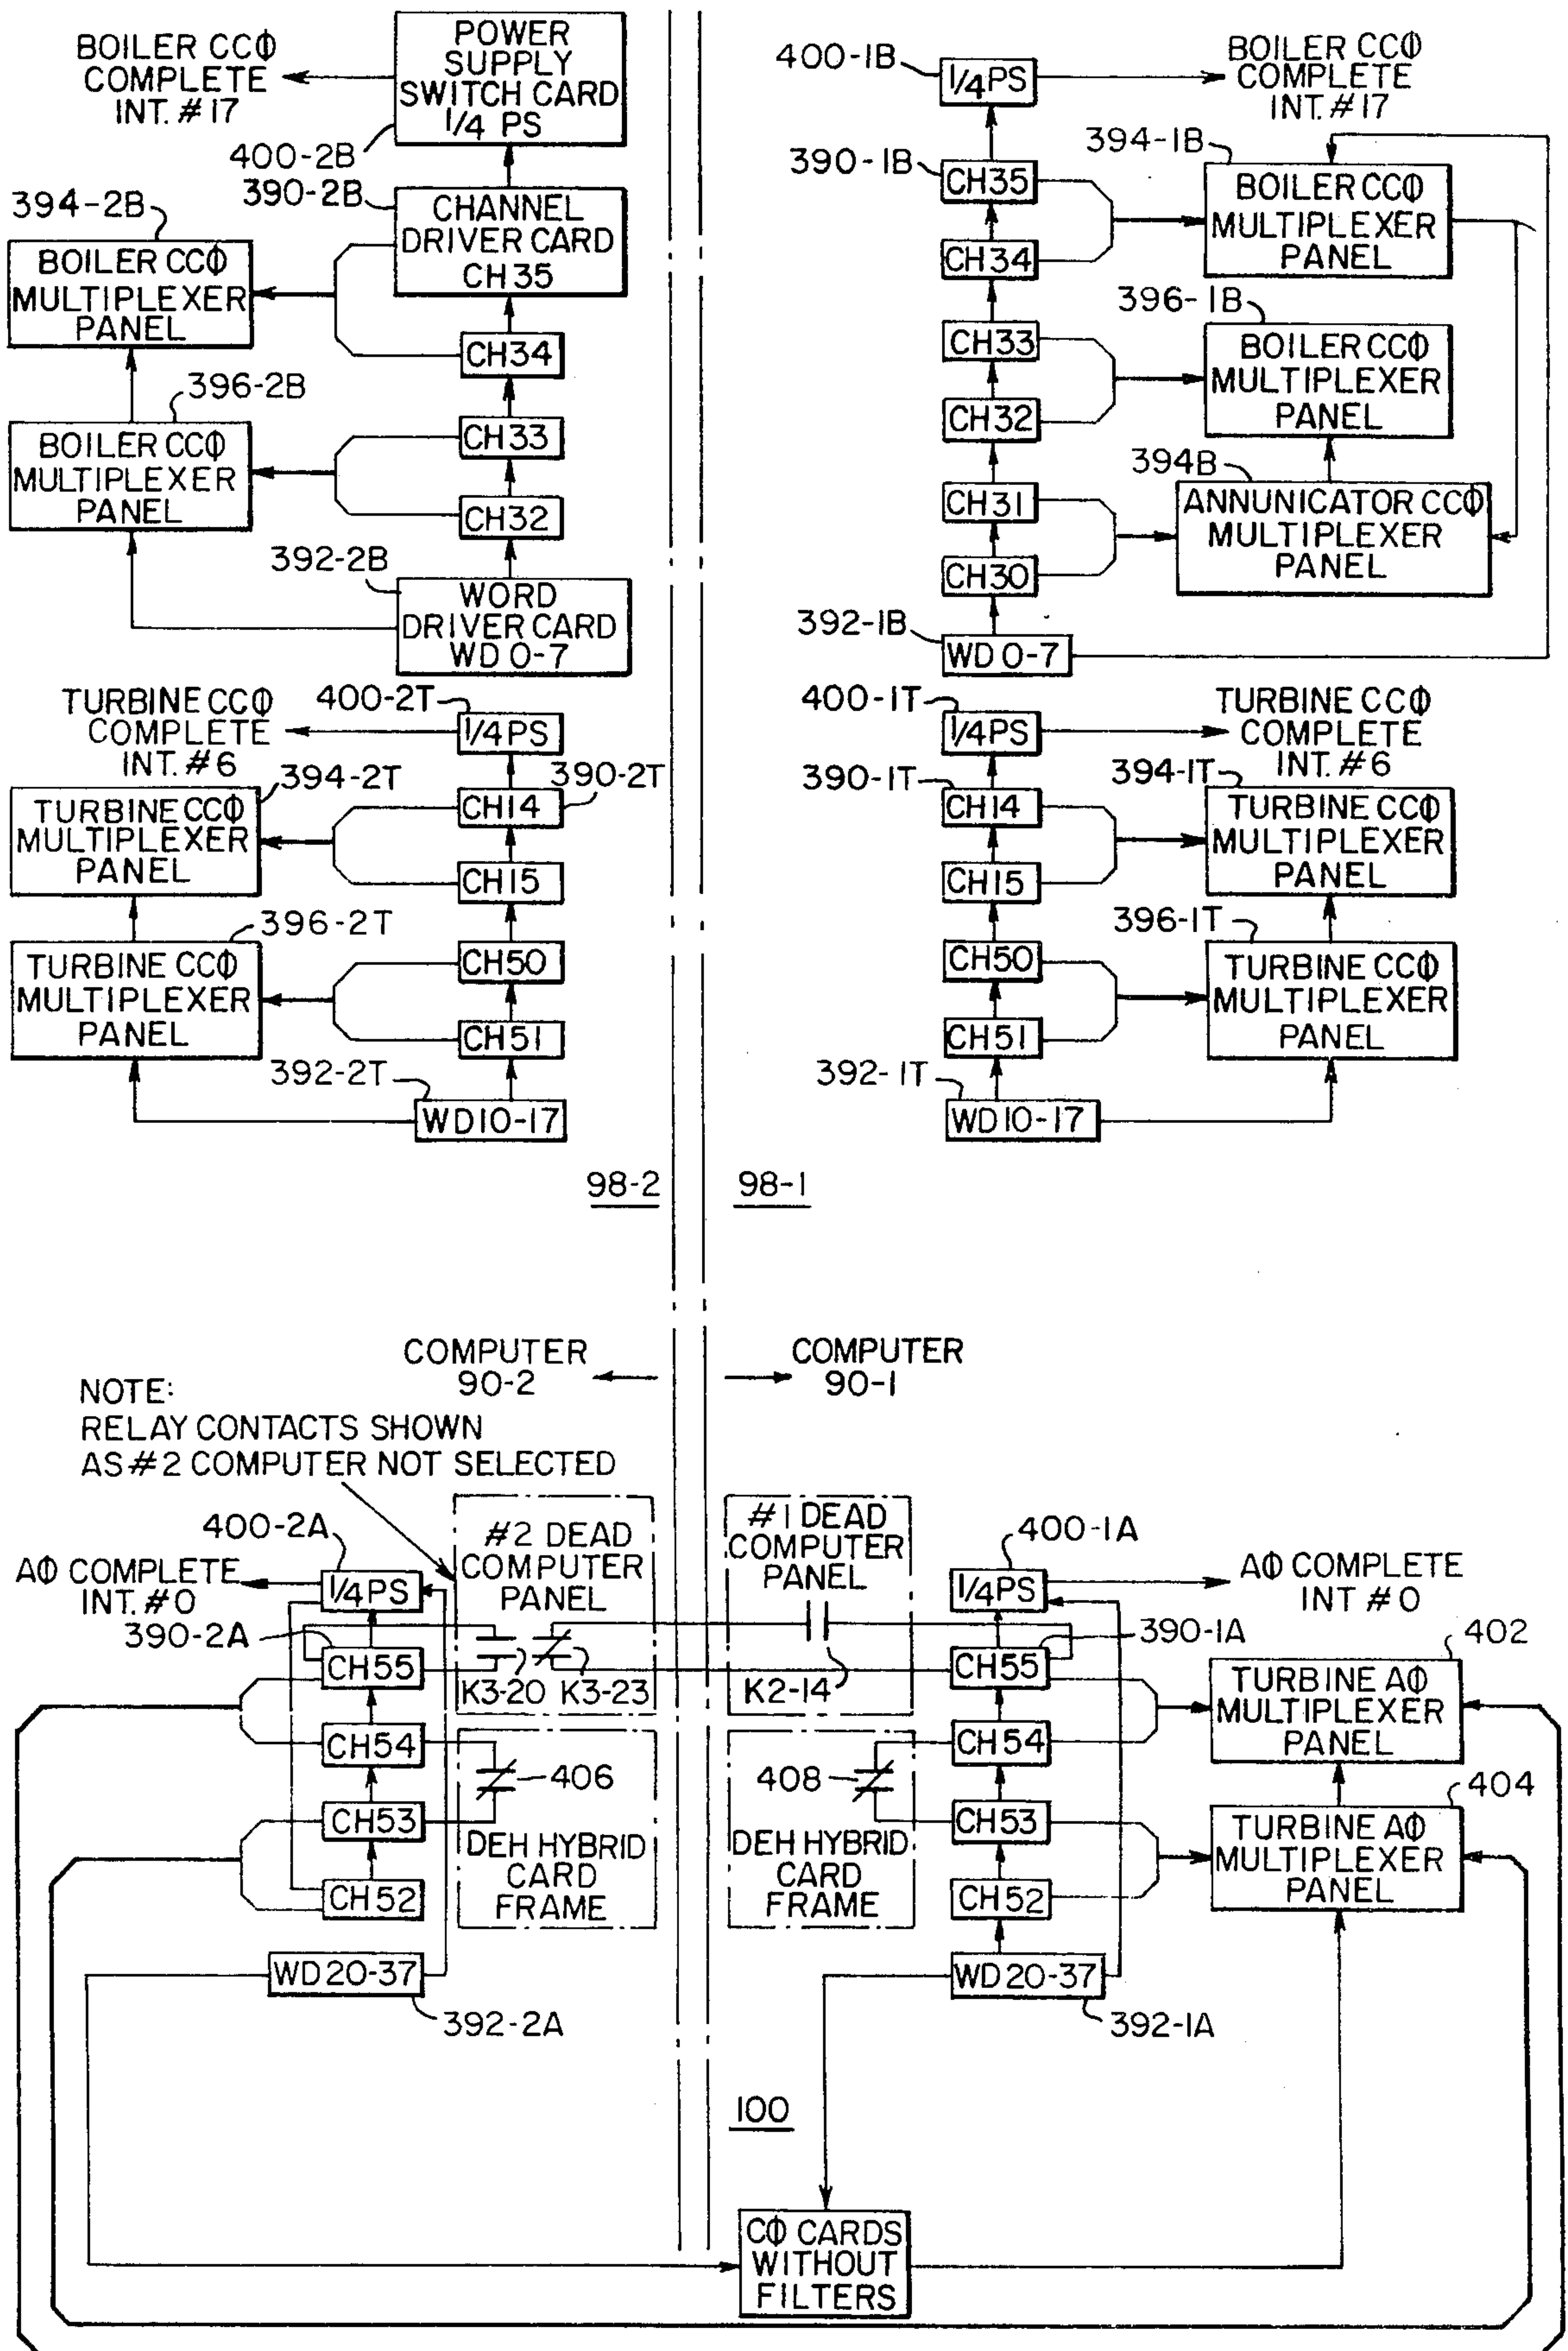 BOILER CCΦ
COMPLETE
INT. #17
POWER
SUPPLY
SWITCH CARD
1/4 PS
400-2B
390-2B
394-2B
CHANNEL
DRIVER CARD
CH35
BOILER CCΦ
MULTIPLEXER
PANEL
CH34
396-2B
CH33
BOILER CCΦ
MULTIPLEXER
PANEL
CH32
392-2B
WORD
DRIVER CARD
WD 0-7
400-1B
1/4 PS
BOILER CCΦ
COMPLETE
INT. #17
390-1B
CH35
394-1B
BOILER CCΦ
MULTIPLEXER
PANEL
CH34
396-1B
CH33
BOILER CCΦ
MULTIPLEXER
PANEL
CH32
394B
CH31
ANNUNICATOR CCΦ
MULTIPLEXER
PANEL
CH30
392-1B
WD 0-7
TURBINE CCΦ
COMPLETE
INT. #6
400-2T
1/4 PS
394-2T
390-2T
CH14
TURBINE CCΦ
MULTIPLEXER
PANEL
CH15
396-2T
CH50
TURBINE CCΦ
MULTIPLEXER
PANEL
CH51
392-2T
WD10-17
400-1T
1/4 PS
TURBINE CCΦ
COMPLETE
INT. #6
390-1T
394-1T
CH14
TURBINE CCΦ
MULTIPLEXER
PANEL
CH15
396-1T
CH50
TURBINE CCΦ
MULTIPLEXER
PANEL
CH51
392-1T
WD 10-17
98-2
98-1
COMPUTER
90-2
COMPUTER
90-1
NOTE:
RELAY CONTACTS SHOWN
AS #2 COMPUTER NOT SELECTED
400-2A
AΦ COMPLETE
INT. #0
1/4 PS
#2 DEAD
COMPUTER
PANEL
390-2A
CH55
K3-20
K3-23
CH54
406
CH53
DEH HYBRID
CARD
FRAME
CH52
WD20-37
392-2A
#1 DEAD
COMPUTER
PANEL
K2-14
400-1A
1/4 PS
AΦ COMPLETE
INT #0
390-1A
402
CH55
TURBINE AΦ
MULTIPLEXER
PANEL
CH54
408
404
CH53
DEH HYBRID
CARD
FRAME
TURBINE AΦ
MULTIPLEXER
PANEL
CH52
WD20-37
392-1A
100
CΦ CARDS
WITHOUT
FILTERS